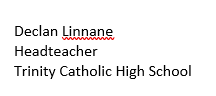 Declan Linnane
Headteacher
Trinity Catholic High School